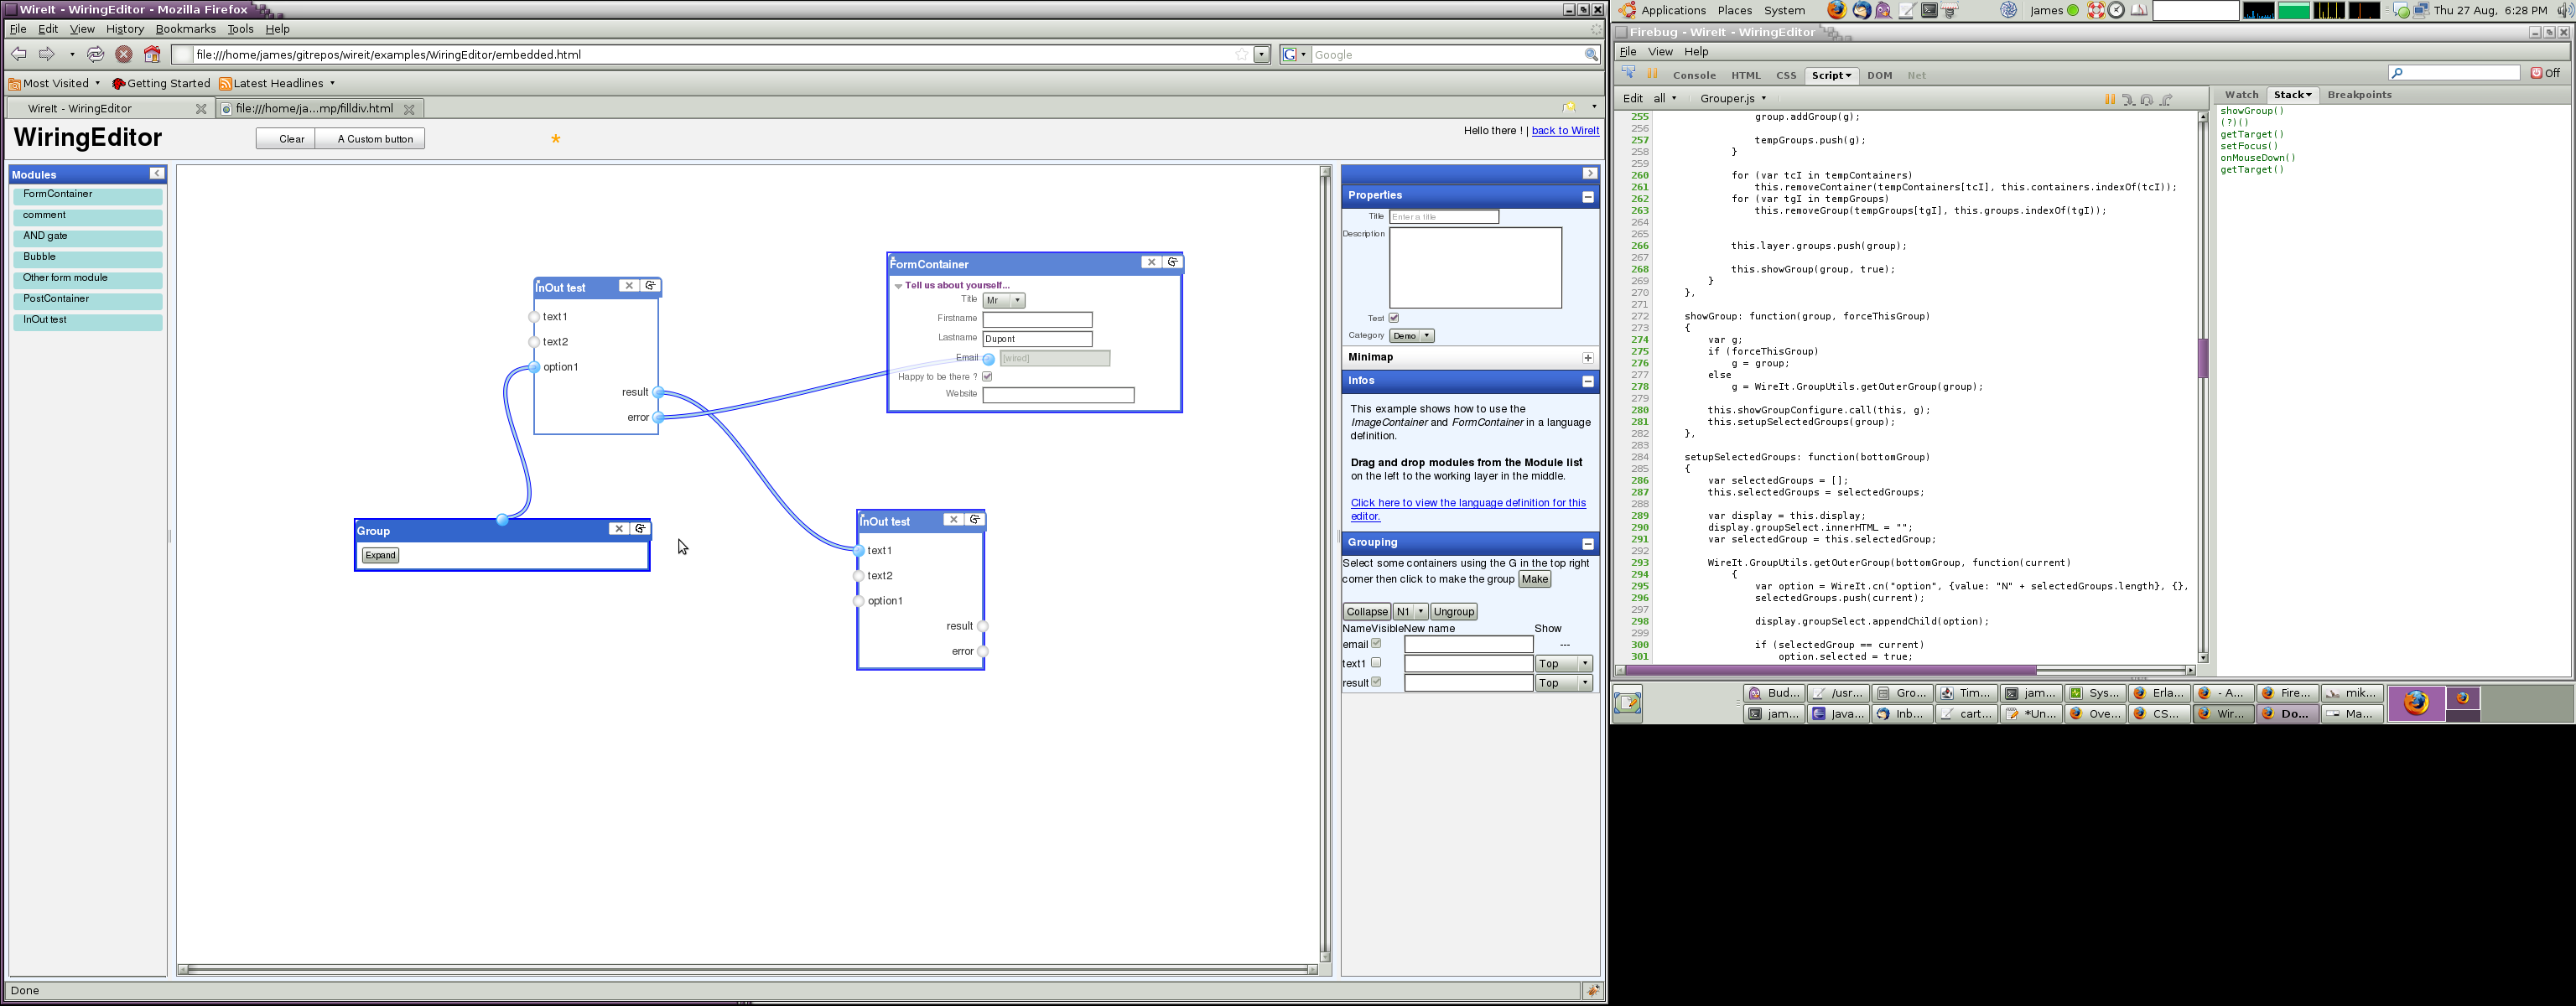 WireIt - WiringEditor - Mozilla Firefox
File Edit View History Bookmarks Tools Help
file:///home/james/gitrepos/wireit/examples/WiringEditor/embedded.html
Google
Most Visited Getting Started Latest Headlines
WireIt - WiringEditor
file:///home/ja...mp/filldiv.html
WiringEditor
Clear
A Custom button
*
Hello there ! | back to WireIt
Modules
FormContainer
comment
AND gate
Bubble
Other form module
PostContainer
InOut test
InOut test
text1
text2
option1
result
error
FormContainer
Tell us about yourself...
Title Mr
Firstname
Lastname Dupont
Email [wired]
Happy to be there ?
Website
Group
Expand
InOut test
text1
text2
option1
result
error
Properties
Title Enter a title
Description
Test
Category Demo
Minimap
Infos
This example shows how to use the
ImageContainer and FormContainer in a language
definition.
Drag and drop modules from the Module list
on the left to the working layer in the middle.
Click here to view the language definition for this
editor.
Grouping
Select some containers using the G in the top right
corner then click to make the group Make
Collapse N1 Ungroup
NameVisibleNew name Show
email ---
text1 Top
result Top
Done
Applications Places System
James
Thu 27 Aug, 6:28 PM
Firebug - WireIt - WiringEditor
File View Help
Console HTML CSS Script DOM Net
Off
Edit all Grouper.js
Watch Stack Breakpoints
showGroup()
(?)()
getTarget()
setFocus()
onMouseDown()
getTarget()
255 group.addGroup(g);
256
257 tempGroups.push(g);
258 }
259
260 for (var tcI in tempContainers)
261 this.removeContainer(tempContainers[tcI], this.containers.indexOf(tcI));
262 for (var tgI in tempGroups)
263 this.removeGroup(tempGroups[tgI], this.groups.indexOf(tgI));
264
265
266 this.layer.groups.push(group);
267
268 this.showGroup(group, true);
269 }
270 },
271
272 showGroup: function(group, forceThisGroup)
273 {
274 var g;
275 if (forceThisGroup)
276 g = group;
277 else
278 g = WireIt.GroupUtils.getOuterGroup(group);
279
280 this.showGroupConfigure.call(this, g);
281 this.setupSelectedGroups(group);
282 },
283
284 setupSelectedGroups: function(bottomGroup)
285 {
286 var selectedGroups = [];
287 this.selectedGroups = selectedGroups;
288
289 var display = this.display;
290 display.groupSelect.innerHTML = "";
291 var selectedGroup = this.selectedGroup;
292
293 WireIt.GroupUtils.getOuterGroup(bottomGroup, function(current)
294 {
295 var option = WireIt.cn("option", {value: "N" + selectedGroups.length}, {},
296 selectedGroups.push(current);
297
298 display.groupSelect.appendChild(option);
299
300 if (selectedGroup == current)
301 option.selected = true;
Bud... /usr... Gro... Tim... jam... Sys... Erla... - A... Fire... mik...
jam... Java... Inb... cart... *Un... Ove... CS... Wir... Do... Ma...